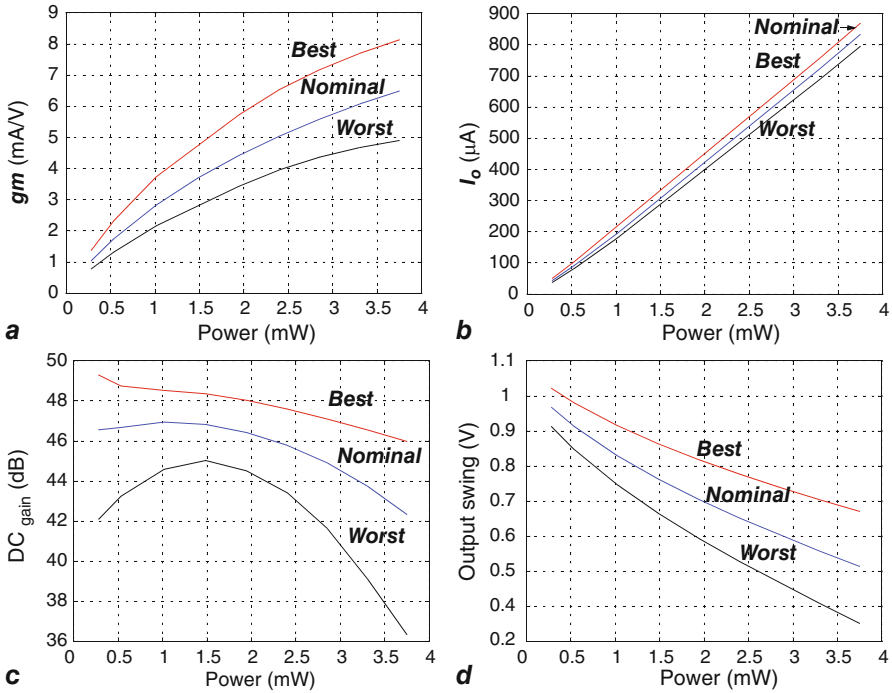 9
8
7
6
5
4
3
2
1
0
gm (mA/V)
Best
Nominal
Worst
0 0.5 1 1.5 2 2.5 3 3.5 4
Power (mW)
a
900
800
700
600
500
400
300
200
100
0
Io (µA)
Nominal
Best
Worst
0 0.5 1 1.5 2 2.5 3 3.5 4
Power (mW)
b
50
48
46
44
42
40
38
36
DC gain (dB)
Best
Nominal
Worst
0 0.5 1 1.5 2 2.5 3 3.5 4
Power (mW)
c
1.1
1
0.9
0.8
0.7
0.6
0.5
0.4
0.2
Output swing (V)
Best
Nominal
Worst
0 0.5 1 1.5 2 2.5 3 3.5 4
Power (mW)
d